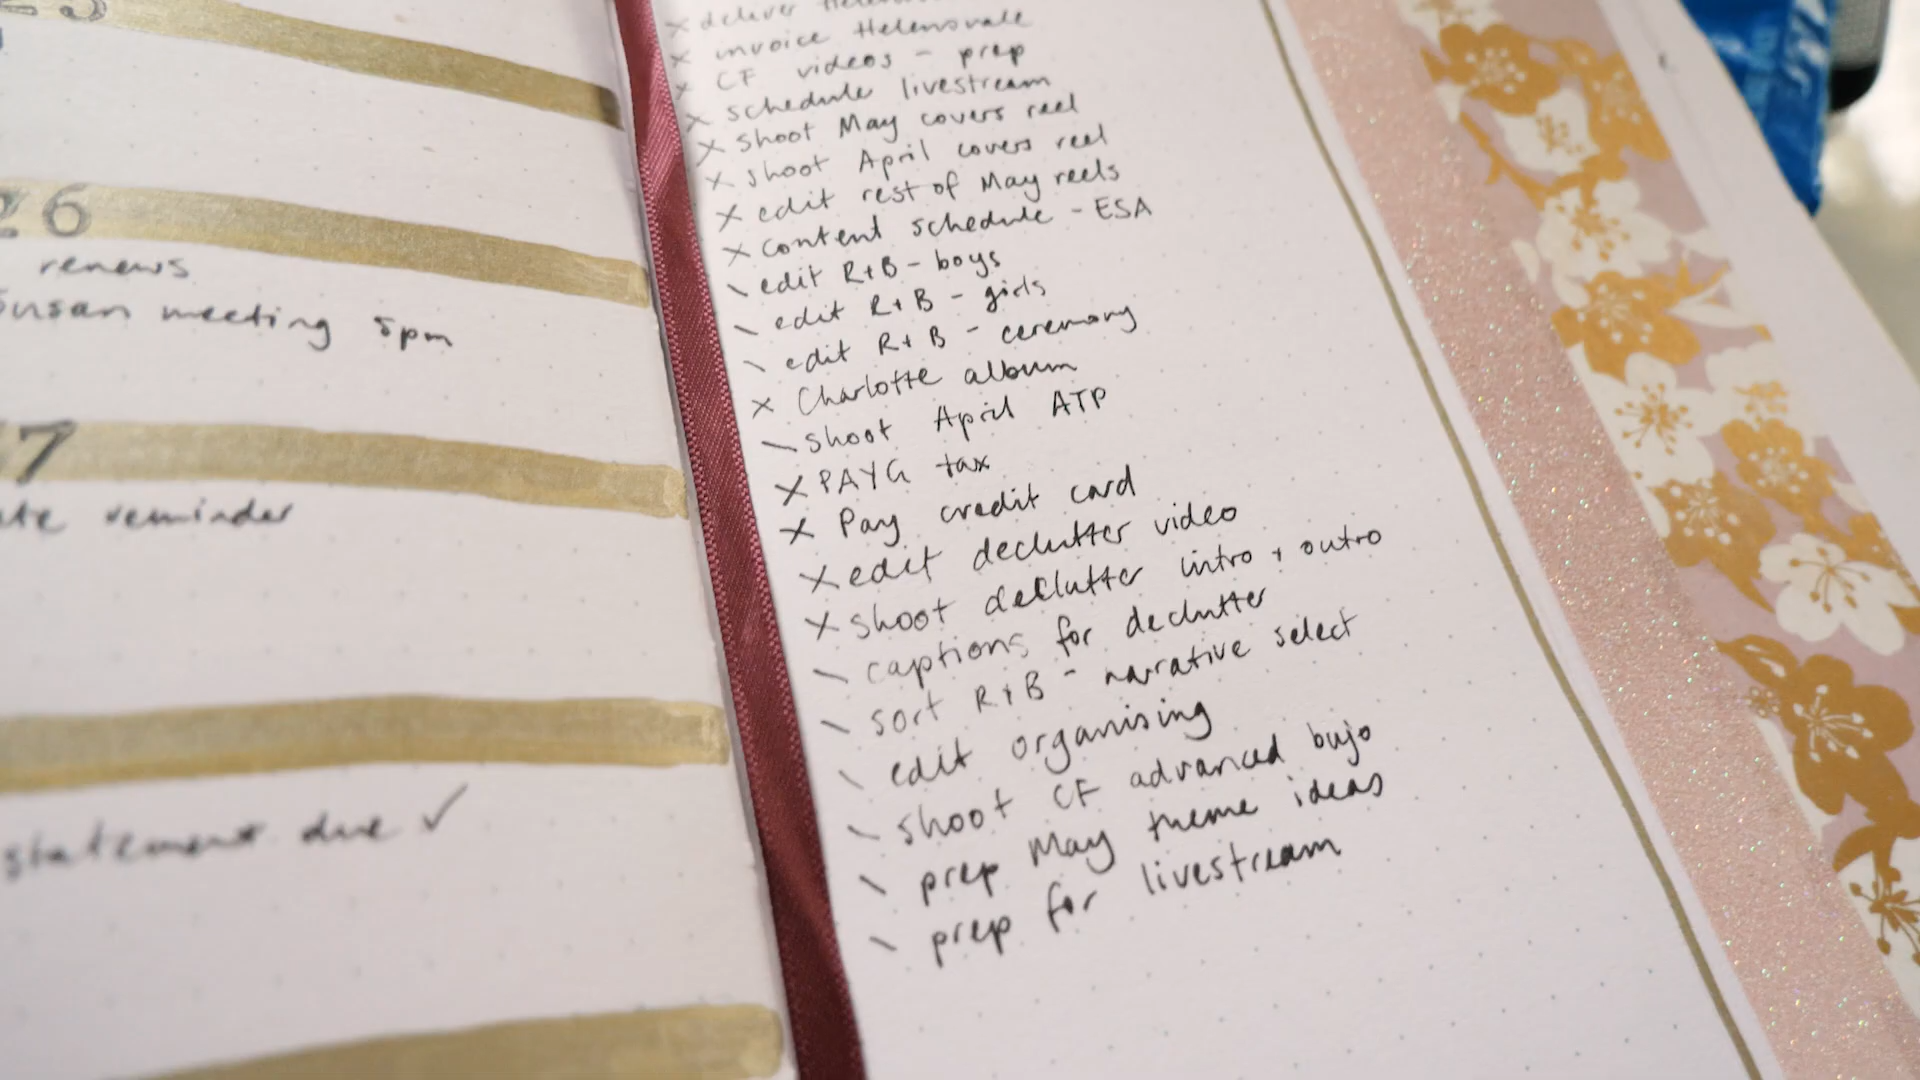 26
renews
Susan meeting 5pm
7
reminder
statement due ✓
x deliver
x invoice Helensvale
x CF videos - prep
x schedule livestream
x shoot May covers reel
x shoot April covers reel
x edit rest of May reels
x content schedule - ESA
\ edit R+B - boys
\ edit R+B - girls
\ edit R+B - ceremony
x Charlotte album
\ shoot April ATP
x PAYG tax
x Pay credit card
x edit declutter video
x shoot declutter intro + outro
\ captions for declutter
\ sort R+B - narrative select
\ edit organising
\ shoot CF advanced bujo
\ prep May theme ideas
\ prep for livestream